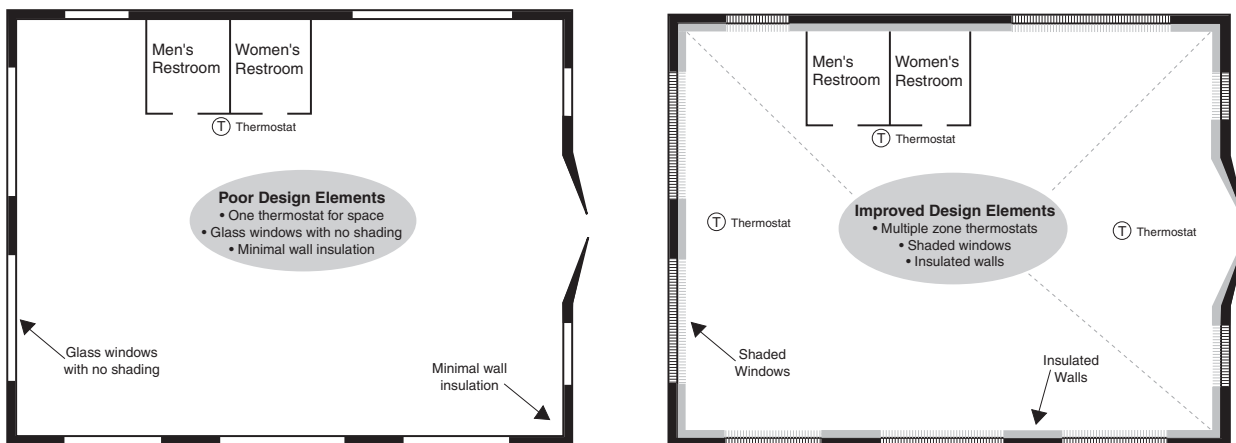 Men's
Restroom
Women's
Restroom
T Thermostat
Poor Design Elements
• One thermostat for space
• Glass windows with no shading
• Minimal wall insulation
Glass windows
with no shading
Minimal wall
insulation
Men's
Restroom
Women's
Restroom
T Thermostat
T Thermostat
Improved Design Elements
• Multiple zone thermostats
• Shaded windows
• Insulated walls
T Thermostat
Shaded
Windows
Insulated
Walls